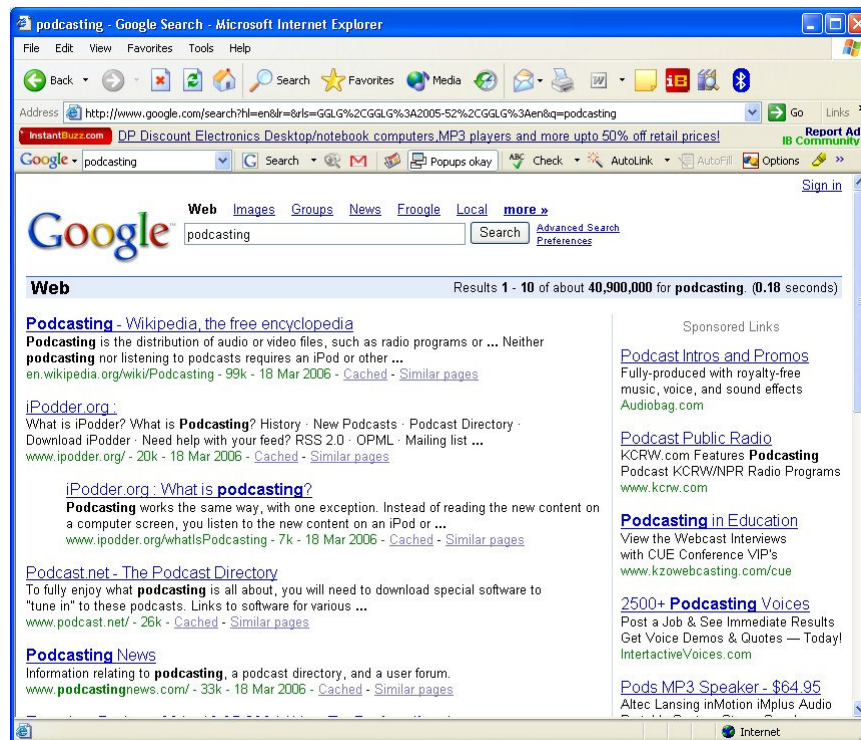 podcasting - Google Search - Microsoft Internet Explorer
File Edit View Favorites Tools Help
Back Search Favorites Media
Address http://www.google.com/search?hl=en&lr=&rls=GGLG%2CGGLG%3A2005-52%2CGGLG%3Aen&q=podcasting Go Links
InstantBuzz.com DP Discount Electronics Desktop/notebook computers,MP3 players and more upto 50% off retail prices! Report Ad
IB Community
Google podcasting G Search Popups okay ABC Check AutoLink AutoFill Options »
Sign in
Google™
Web Images Groups News Froogle Local more »
podcasting Search Advanced Search
Preferences
Web Results 1 - 10 of about 40,900,000 for podcasting. (0.18 seconds)
Podcasting - Wikipedia, the free encyclopedia
Podcasting is the distribution of audio or video files, such as radio programs or ... Neither
podcasting nor listening to podcasts requires an iPod or other ...
en.wikipedia.org/wiki/Podcasting - 99k - 18 Mar 2006 - Cached - Similar pages
iPodder.org :
What is iPodder? What is Podcasting? History · New Podcasts · Podcast Directory ·
Download iPodder · Need help with your feed? RSS 2.0 · OPML · Mailing list ...
www.ipodder.org/ - 20k - 18 Mar 2006 - Cached - Similar pages
iPodder.org : What is podcasting?
Podcasting works the same way, with one exception. Instead of reading the new content on
a computer screen, you listen to the new content on an iPod or ...
www.ipodder.org/whatIsPodcasting - 7k - 18 Mar 2006 - Cached - Similar pages
Podcast.net - The Podcast Directory
To fully enjoy what podcasting is all about, you will need to download special software to
"tune in" to these podcasts. Links to software for various ...
www.podcast.net/ - 26k - Cached - Similar pages
Podcasting News
Information relating to podcasting, a podcast directory, and a user forum.
www.podcastingnews.com/ - 33k - 18 Mar 2006 - Cached - Similar pages
Sponsored Links
Podcast Intros and Promos
Fully-produced with royalty-free
music, voice, and sound effects
Audiobag.com
Podcast Public Radio
KCRW.com Features Podcasting
Podcast KCRW/NPR Radio Programs
www.kcrw.com
Podcasting in Education
View the Webcast Interviews
with CUE Conference VIP's
www.kzowebcasting.com/cue
2500+ Podcasting Voices
Post a Job & See Immediate Results
Get Voice Demos & Quotes — Today!
IntertactiveVoices.com
Pods MP3 Speaker - $64.95
Altec Lansing inMotion iMplus Audio
Internet